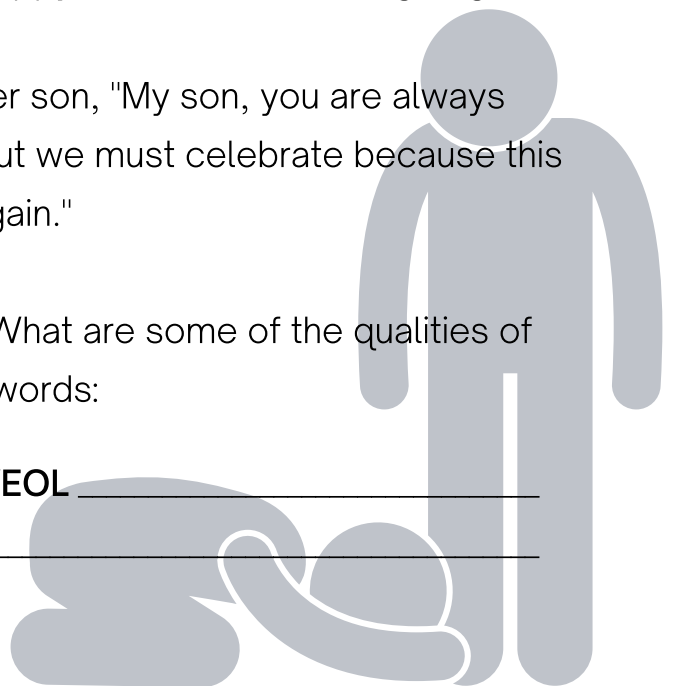 er son, "My son, you are always
ut we must celebrate because this
gain."
What are some of the qualities of
words:
EOL